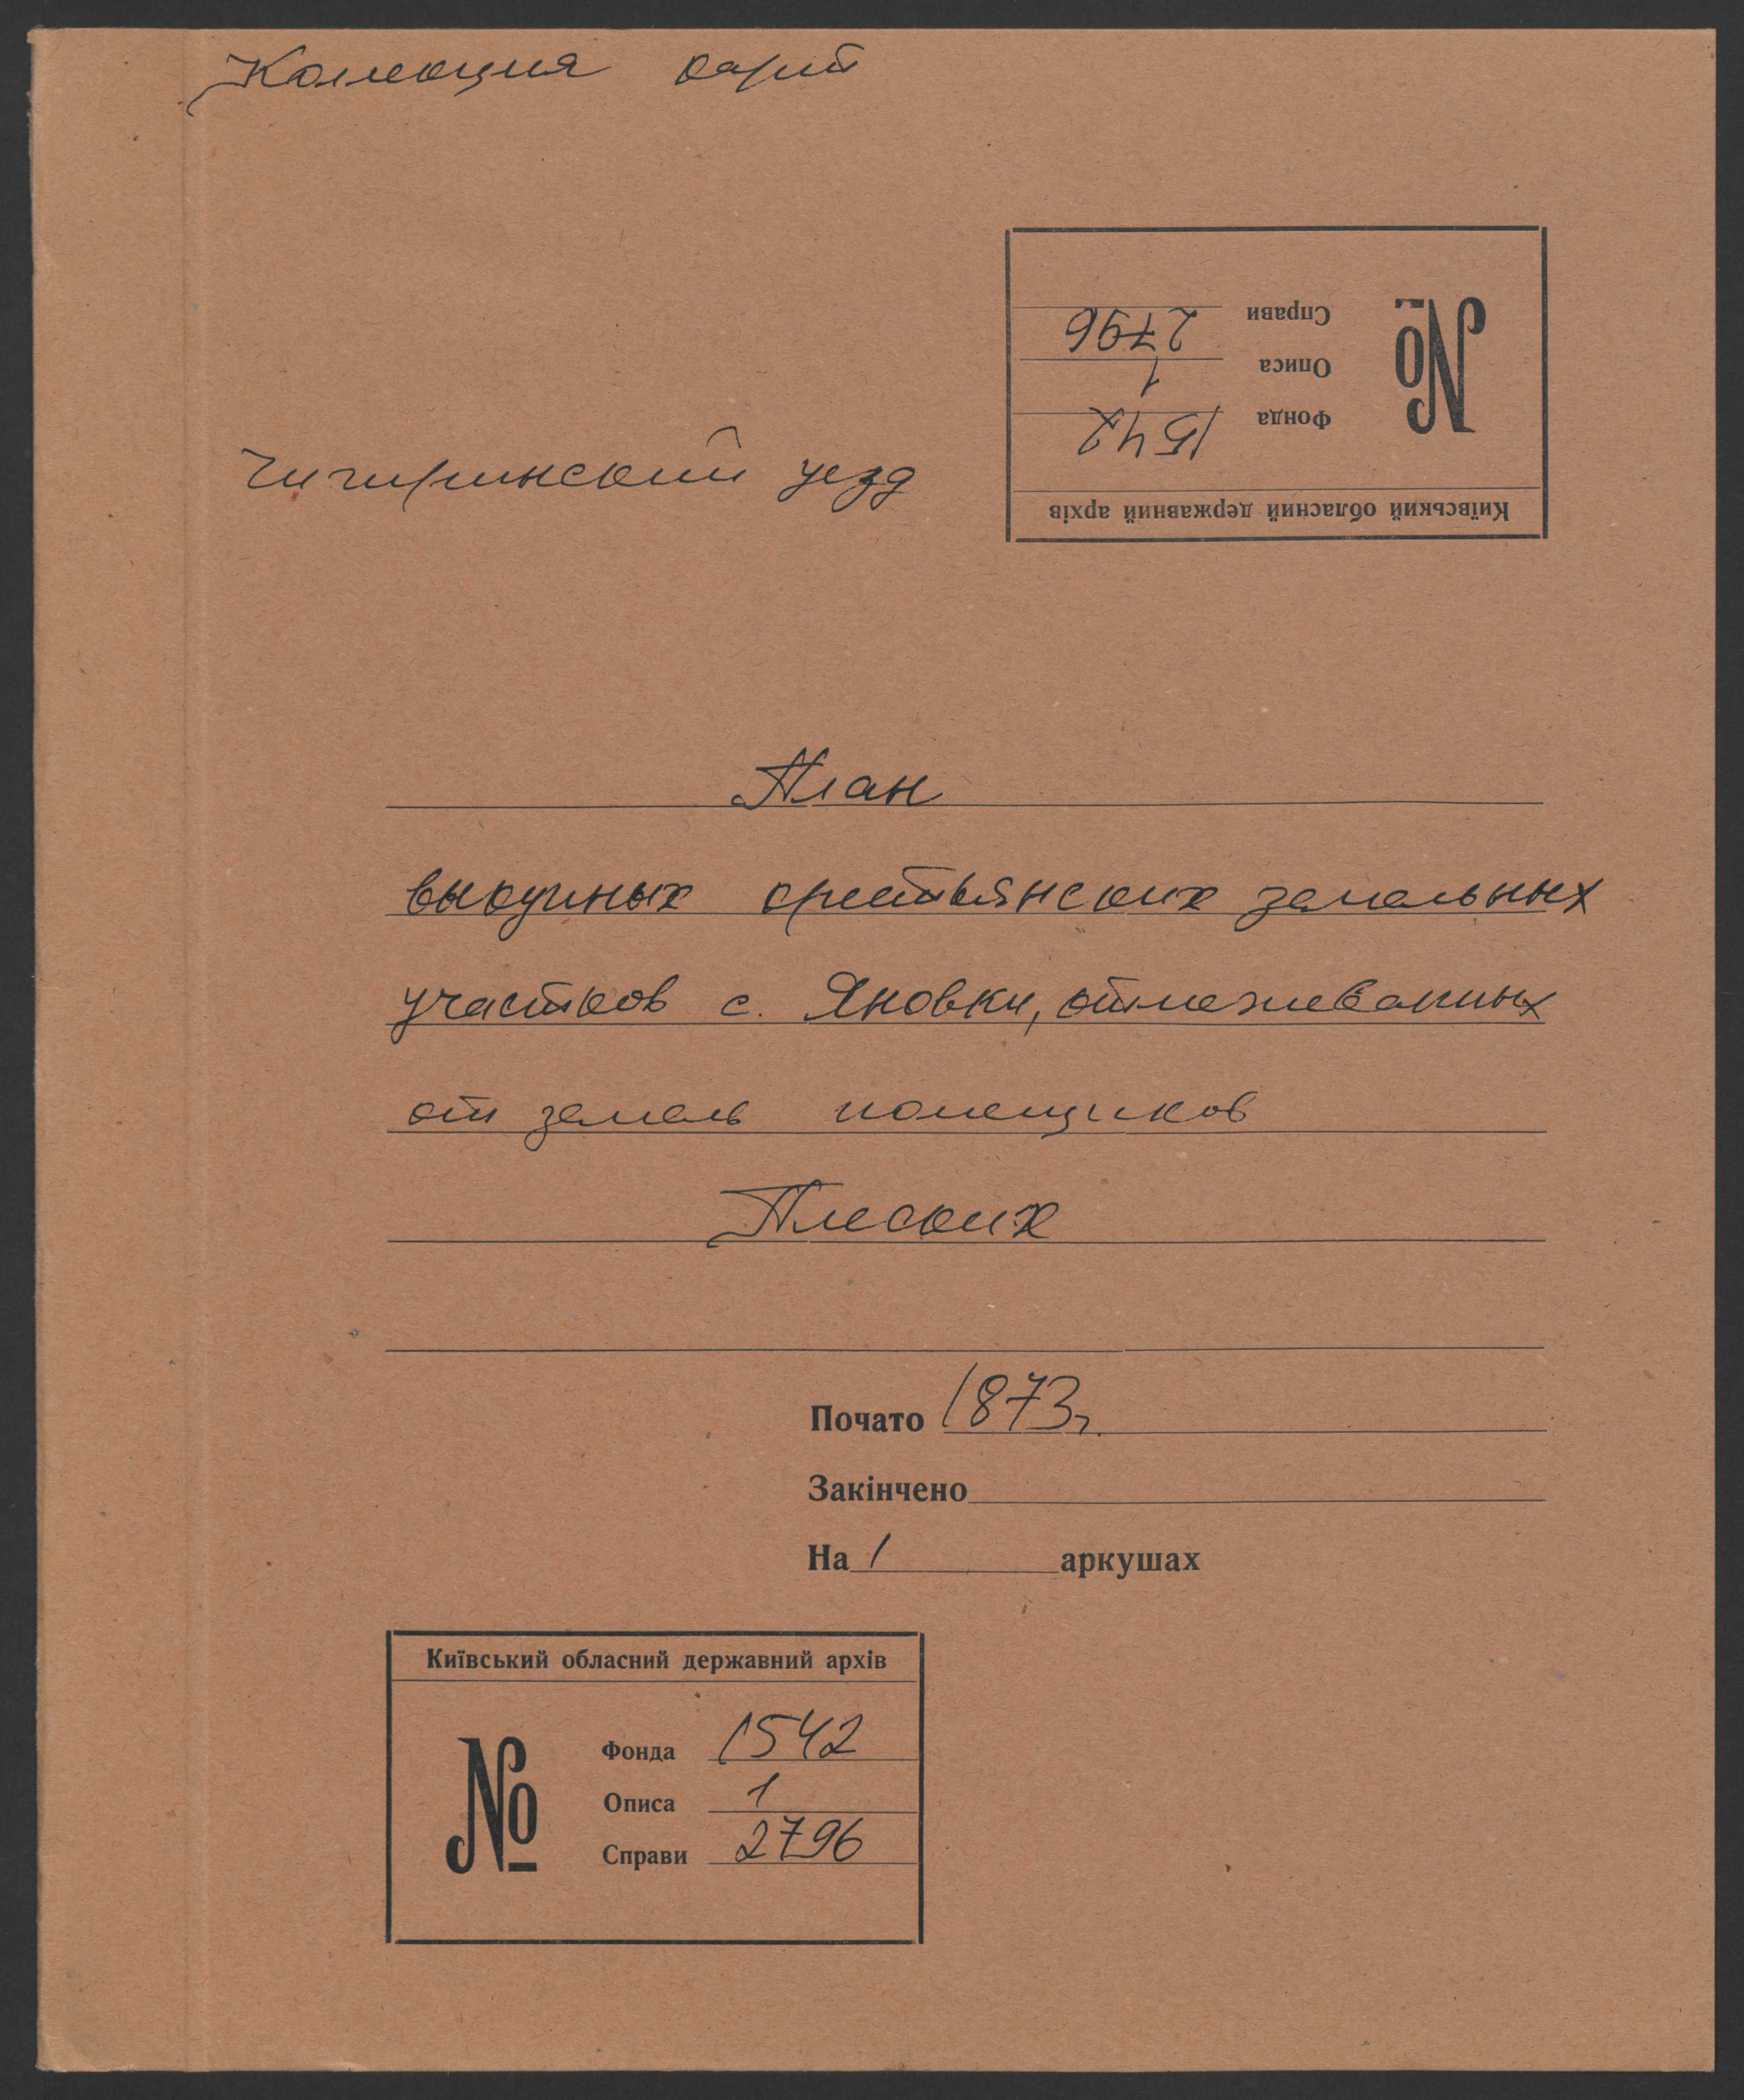 Коллекция карт
Київський обласний державний архів
№
Фонда 1542
Описа 1
Справи 2796
Чигиринский уезд
План
выкупных крестьянских земельных
участков с. Яновки, отмежеванных
от земель помещиков
Плеских
Почато 1873г.
Закінчено
На 1 аркушах
Київський обласний державний архів
№
Фонда 1542
Описа 1
Справи 2796